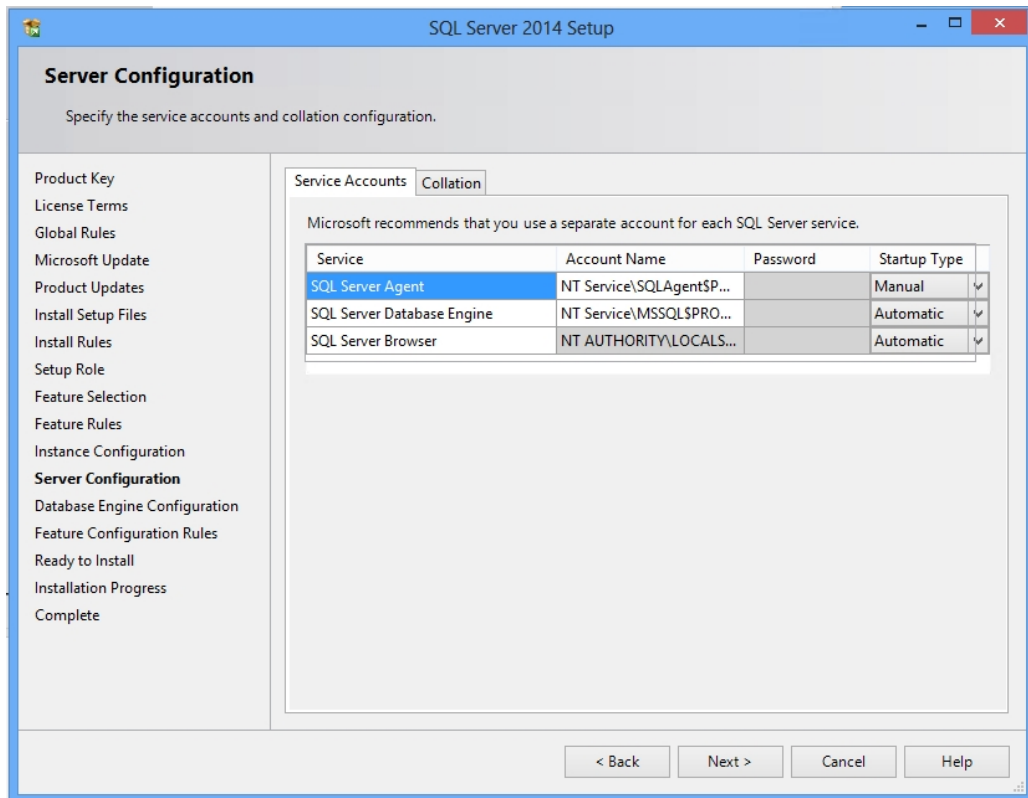 SQL Server 2014 Setup
Server Configuration
Specify the service accounts and collation configuration.
Product Key
License Terms
Global Rules
Microsoft Update
Product Updates
Install Setup Files
Install Rules
Setup Role
Feature Selection
Feature Rules
Instance Configuration
Server Configuration
Database Engine Configuration
Feature Configuration Rules
Ready to Install
Installation Progress
Complete
Service Accounts Collation
Microsoft recommends that you use a separate account for each SQL Server service.
Service Account Name Password Startup Type
SQL Server Agent NT Service\SQLAgent$P... Manual
SQL Server Database Engine NT Service\MSSQL$PRO... Automatic
SQL Server Browser NT AUTHORITY\LOCALS... Automatic
< Back Next > Cancel Help